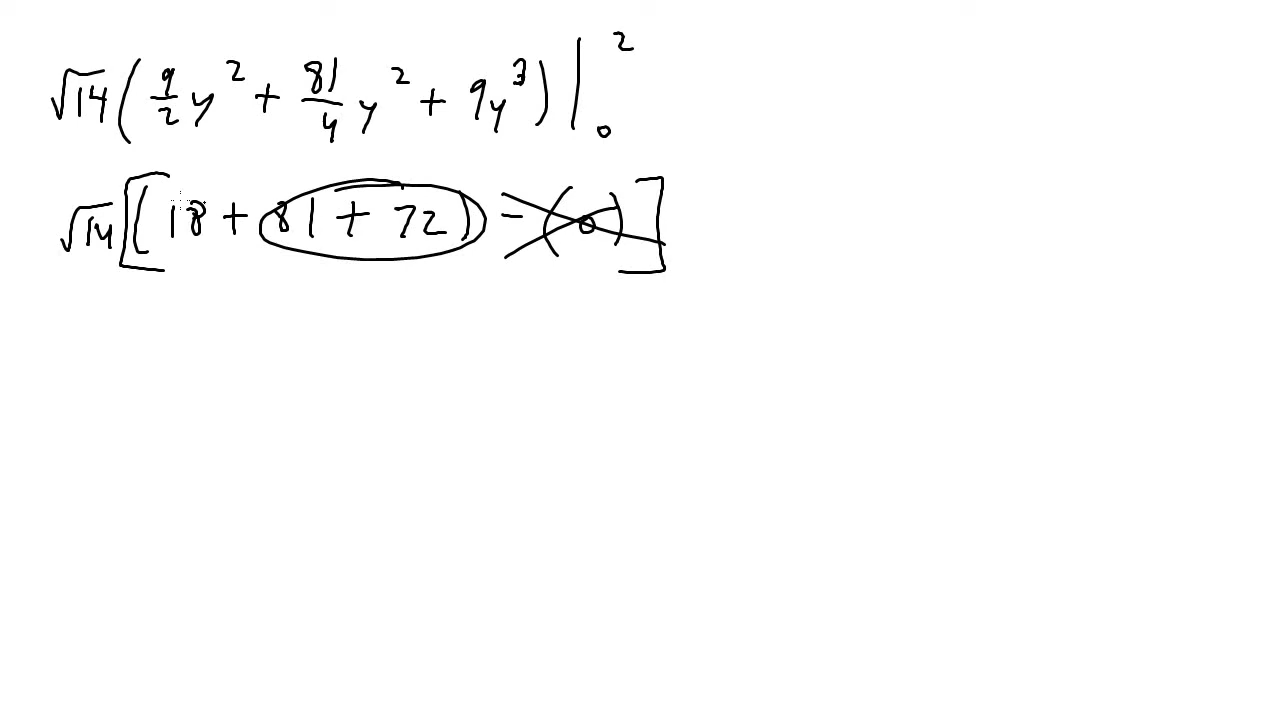 √14 ( 9/2 y² + 81/4 y² + 9y³ ) |₀²
√14 [ ( 18 + 81 + 72 ) - ( 0 ) ]